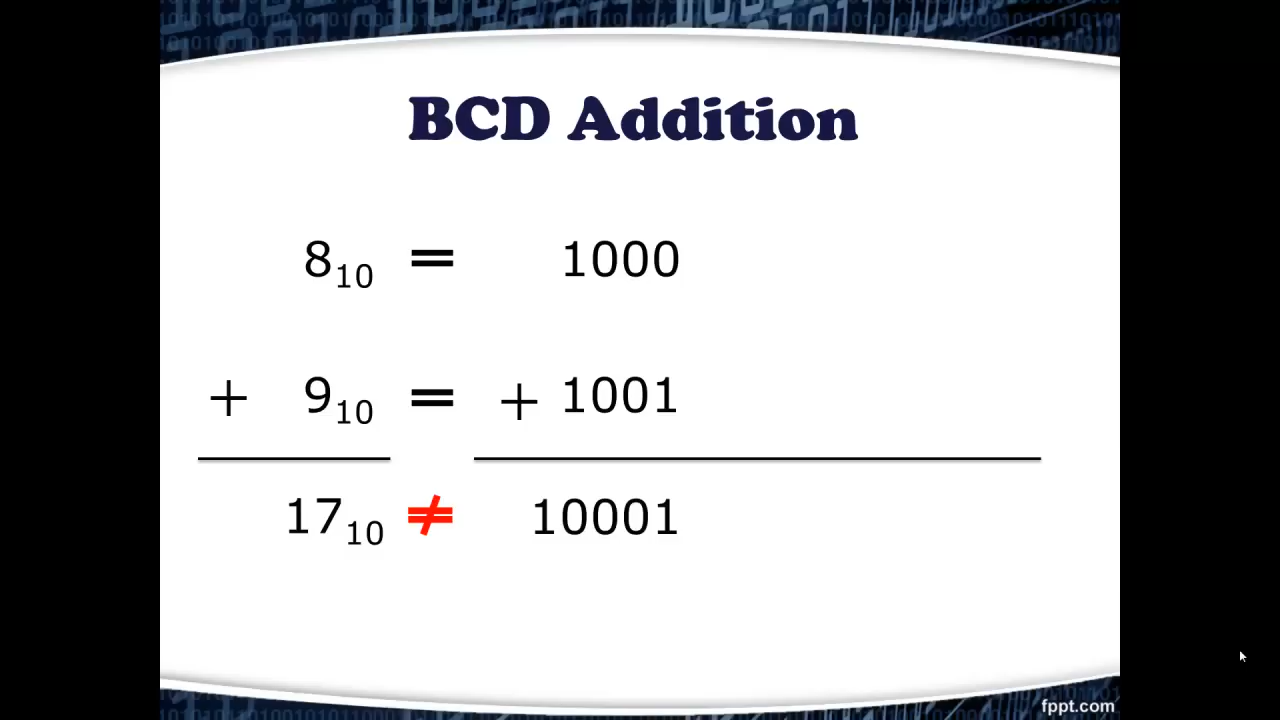 BCD Addition
8₁₀ = 1000
+ 9₁₀ = + 1001
17₁₀ ≠ 10001
fppt.com